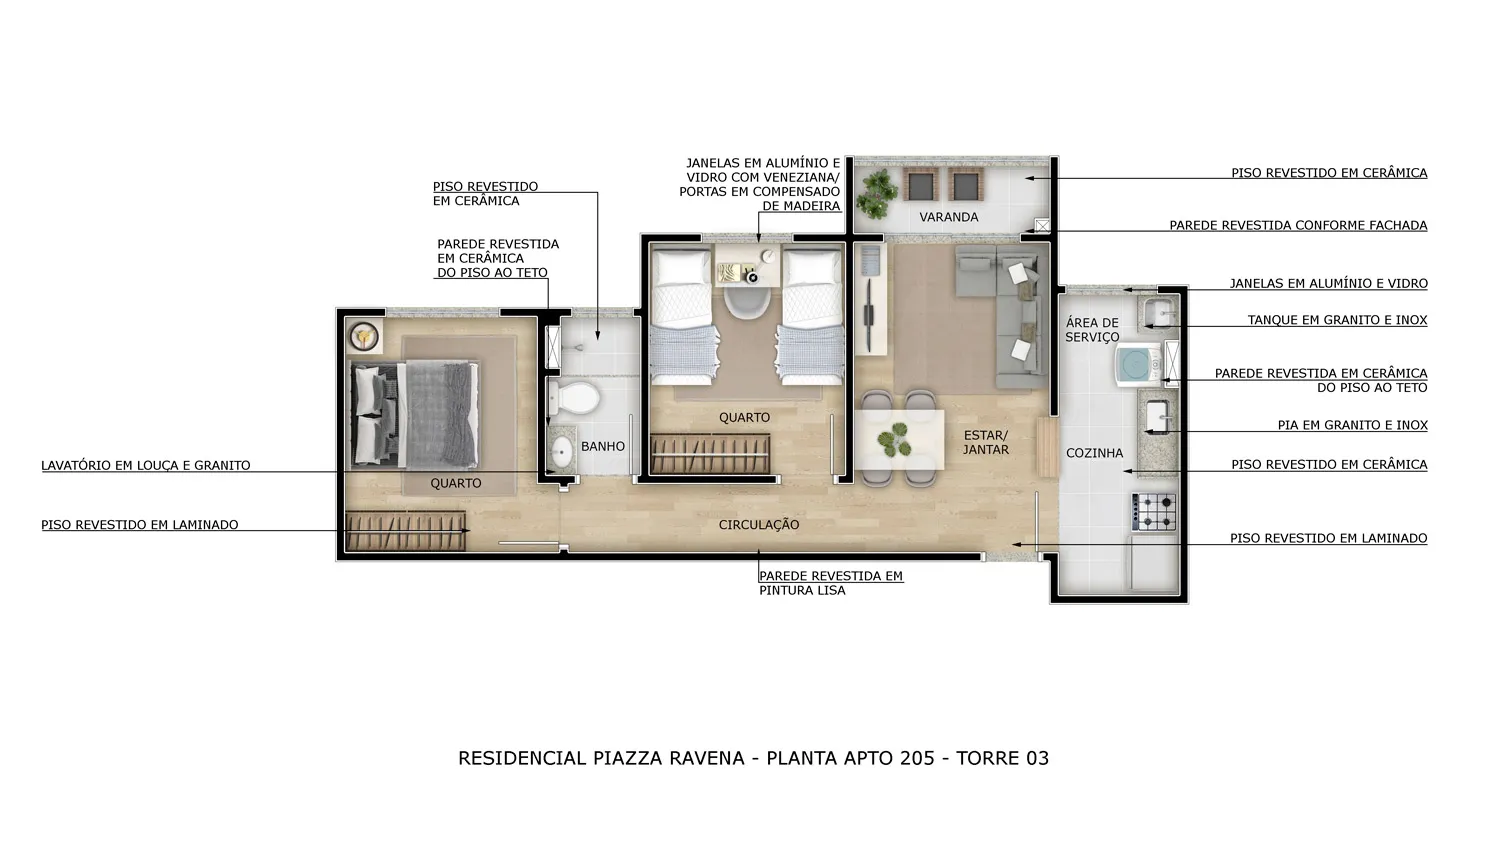 JANELAS EM ALUMÍNIO E
VIDRO COM VENEZIANA/
PORTAS EM COMPENSADO
DE MADEIRA
PISO REVESTIDO
EM CERÂMICA
PAREDE REVESTIDA
EM CERÂMICA
DO PISO AO TETO
LAVATÓRIO EM LOUÇA E GRANITO
PISO REVESTIDO EM LAMINADO
QUARTO
BANHO
QUARTO
CIRCULAÇÃO
PAREDE REVESTIDA EM
PINTURA LISA
VARANDA
ESTAR/
JANTAR
ÁREA DE
SERVIÇO
COZINHA
PISO REVESTIDO EM CERÂMICA
PAREDE REVESTIDA CONFORME FACHADA
JANELAS EM ALUMÍNIO E VIDRO
TANQUE EM GRANITO E INOX
PAREDE REVESTIDA EM CERÂMICA
DO PISO AO TETO
PIA EM GRANITO E INOX
PISO REVESTIDO EM CERÂMICA
PISO REVESTIDO EM LAMINADO
RESIDENCIAL PIAZZA RAVENA - PLANTA APTO 205 - TORRE 03